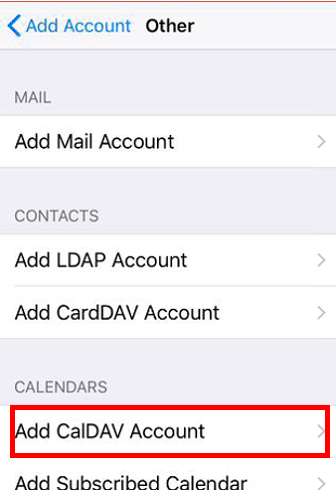 Add Account Other
MAIL
Add Mail Account
CONTACTS
Add LDAP Account
Add CardDAV Account
CALENDARS
Add CalDAV Account
Add Subscribed Calendar